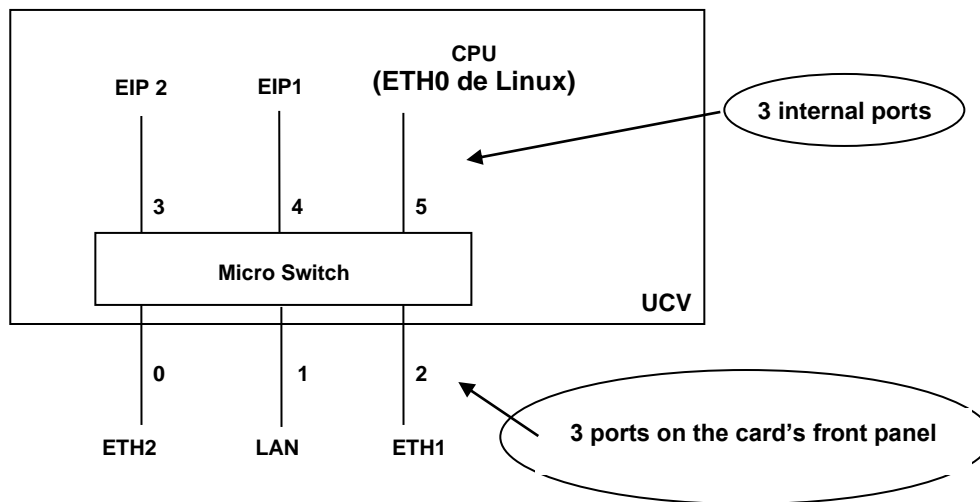 CPU
(ETH0 de Linux)
EIP 2
EIP1
3 internal ports
3
4
5
Micro Switch
UCV
0
1
2
3 ports on the card's front panel
ETH2
LAN
ETH1